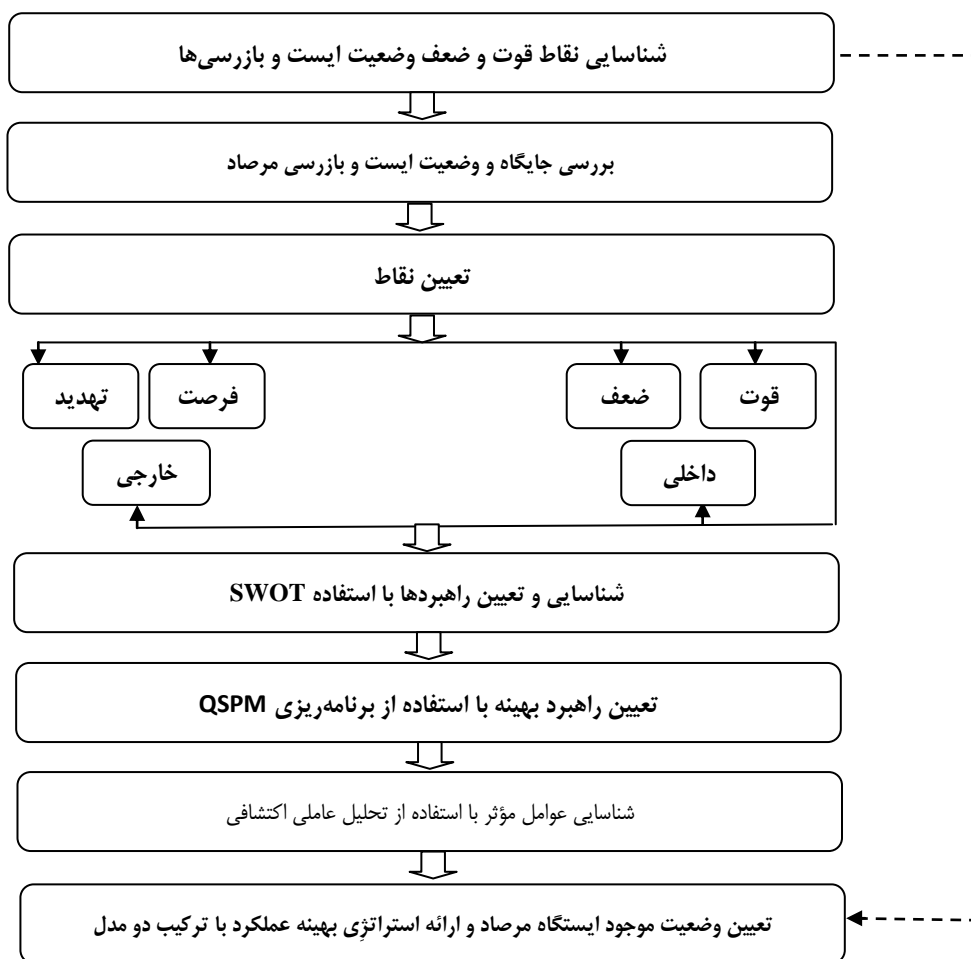 شناسایی نقاط قوت و ضعف وضعیت ایست و بازرسی‌ها
بررسی جایگاه و وضعیت ایست و بازرسی مرصاد
تعیین نقاط
قوت
ضعف
فرصت
تهدید
داخلی
خارجی
شناسایی و تعیین راهبردها با استفاده SWOT
تعیین راهبرد بهینه با استفاده از برنامه‌ریزی QSPM
شناسایی عوامل مؤثر با استفاده از تحلیل عاملی اکتشافی
تعیین وضعیت موجود ایستگاه مرصاد و ارائه استراتژِی بهینه عملکرد با ترکیب دو مدل